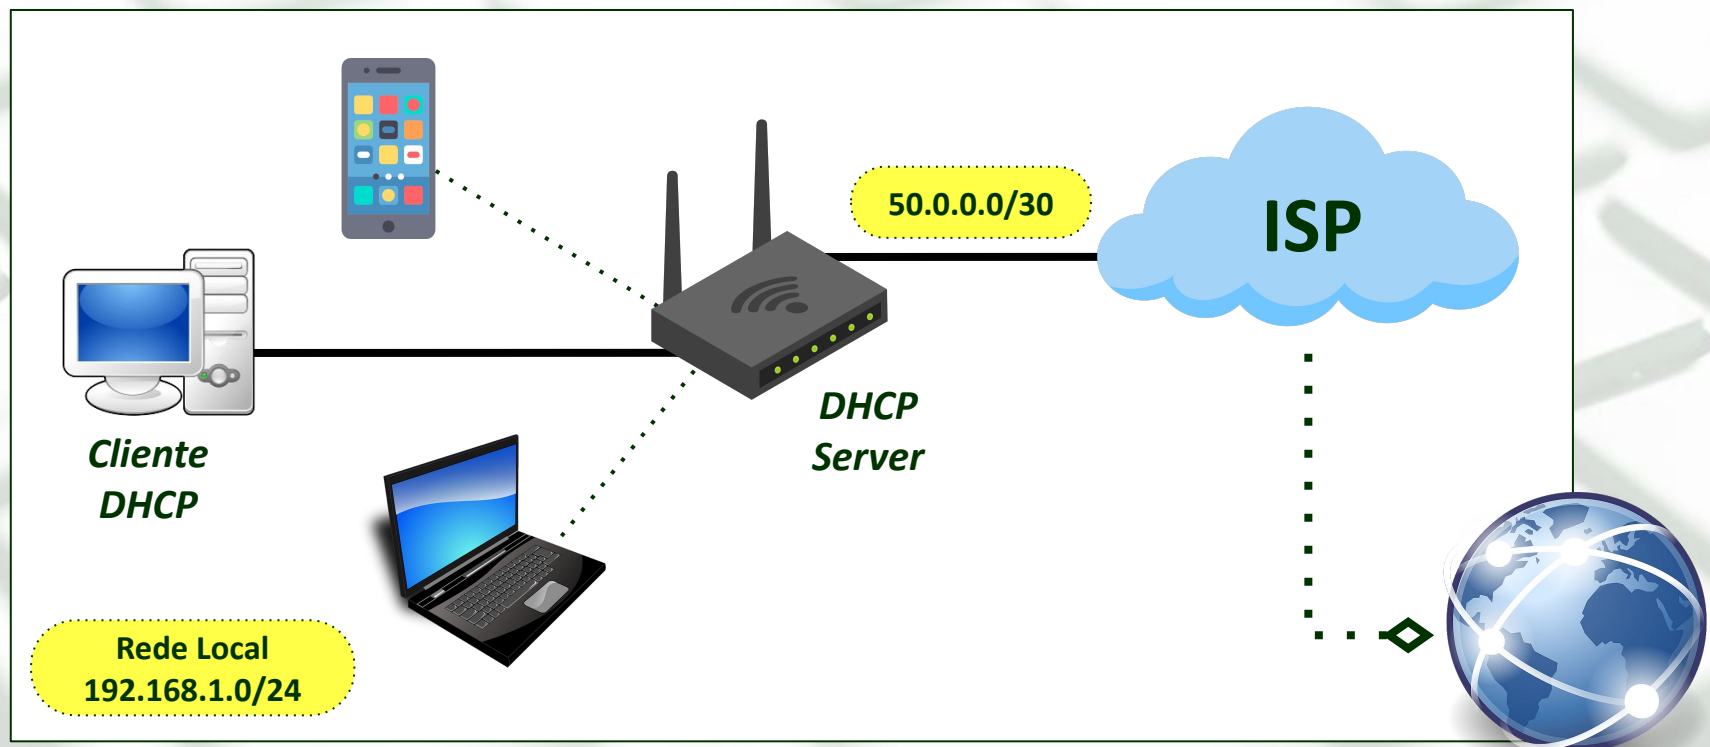 50.0.0.0/30
ISP
DHCP
Server
Cliente
DHCP
Rede Local
192.168.1.0/24